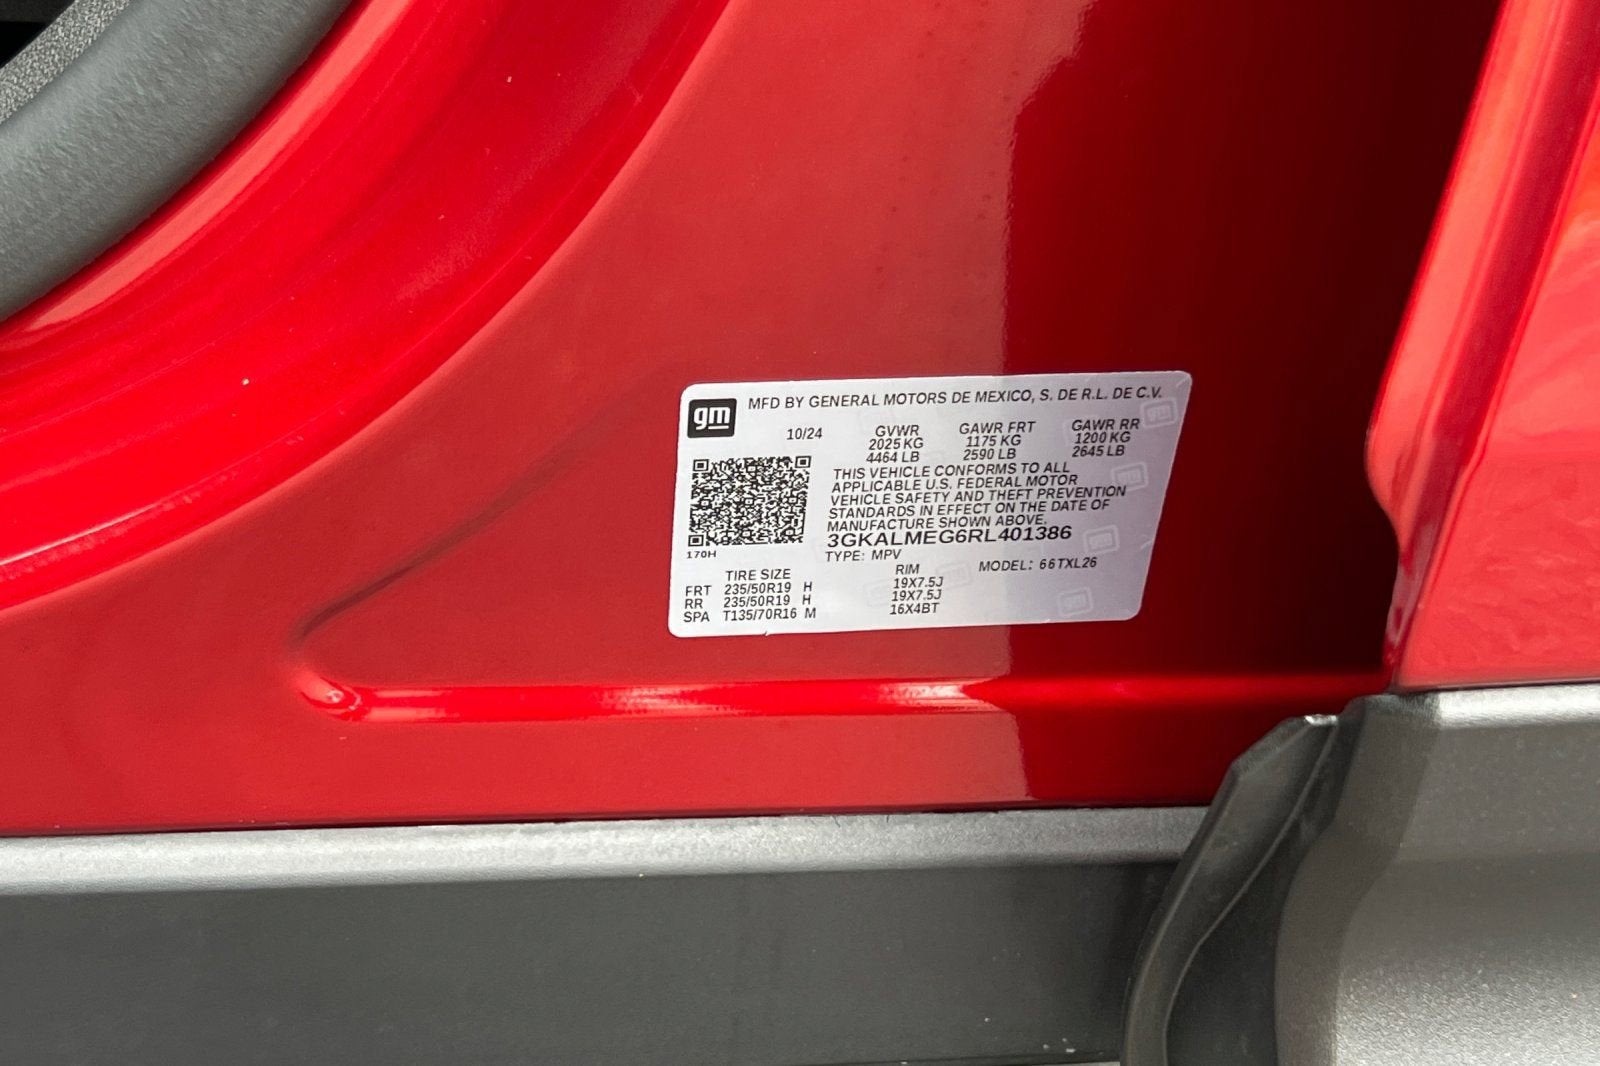 gm MFD BY GENERAL MOTORS DE MEXICO, S. DE R.L. DE C.V.
10/24 GVWR GAWR FRT GAWR RR
2025 KG 1175 KG 1200 KG
4464 LB 2590 LB 2645 LB
THIS VEHICLE CONFORMS TO ALL
APPLICABLE U.S. FEDERAL MOTOR
VEHICLE SAFETY AND THEFT PREVENTION
STANDARDS IN EFFECT ON THE DATE OF
MANUFACTURE SHOWN ABOVE.
3GKALMEG6RL401386
170H TYPE: MPV MODEL: 66TXL26
TIRE SIZE RIM
FRT 235/50R19 H 19X7.5J
RR 235/50R19 H 19X7.5J
SPA T135/70R16 M 16X4BT